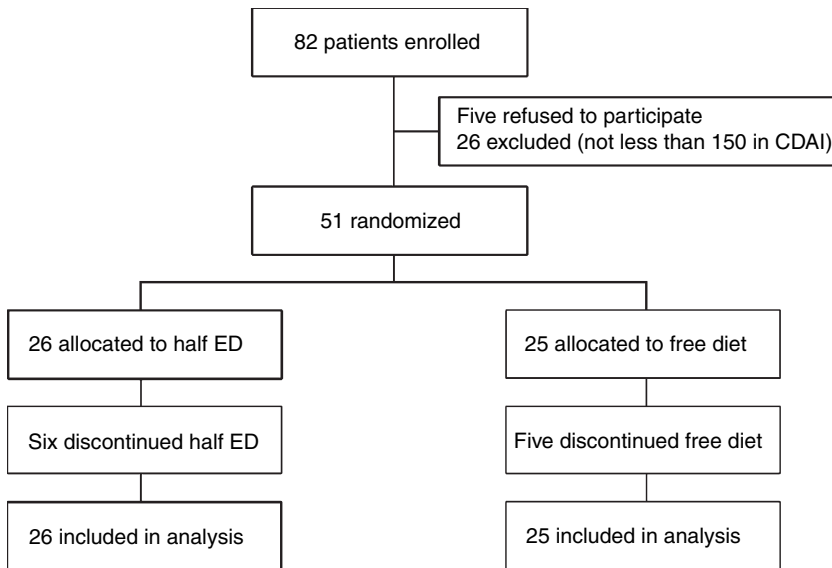 82 patients enrolled
Five refused to participate
26 excluded (not less than 150 in CDAI)
51 randomized
26 allocated to half ED
25 allocated to free diet
Six discontinued half ED
Five discontinued free diet
26 included in analysis
25 included in analysis